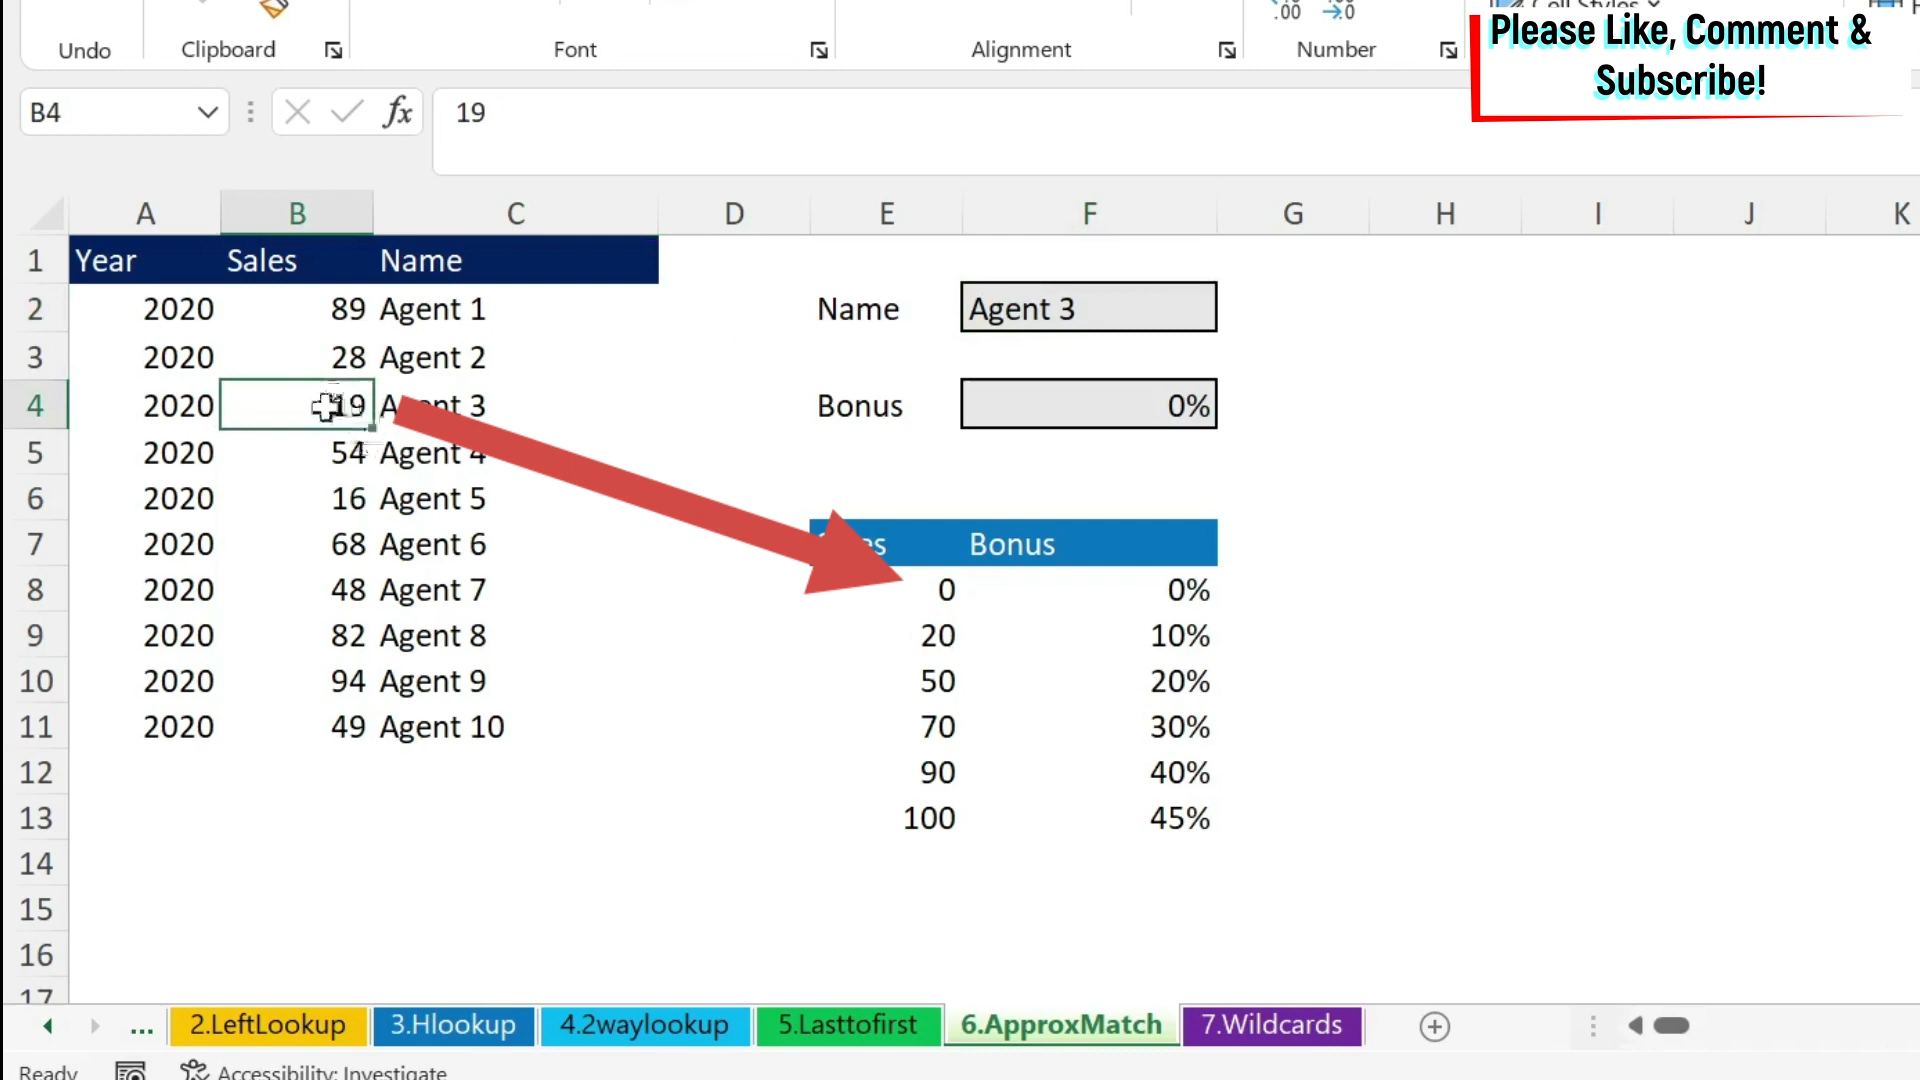 Cell Styles
Please Like, Comment &
Subscribe!
Undo Clipboard Font Alignment Number
B4 fx 19
A B C D E F G H I J K
1 Year Sales Name
2 2020 89 Agent 1 Name Agent 3
3 2020 28 Agent 2
4 2020 19 Agent 3 Bonus 0%
5 2020 54 Agent 4
6 2020 16 Agent 5
7 2020 68 Agent 6 Sales Bonus
8 2020 48 Agent 7 0 0%
9 2020 82 Agent 8 20 10%
10 2020 94 Agent 9 50 20%
11 2020 49 Agent 10 70 30%
12 90 40%
13 100 45%
14
15
16
17
... 2.LeftLookup 3.Hlookup 4.2waylookup 5.Lasttofirst 6.ApproxMatch 7.Wildcards
Ready Accessibility: Investigate